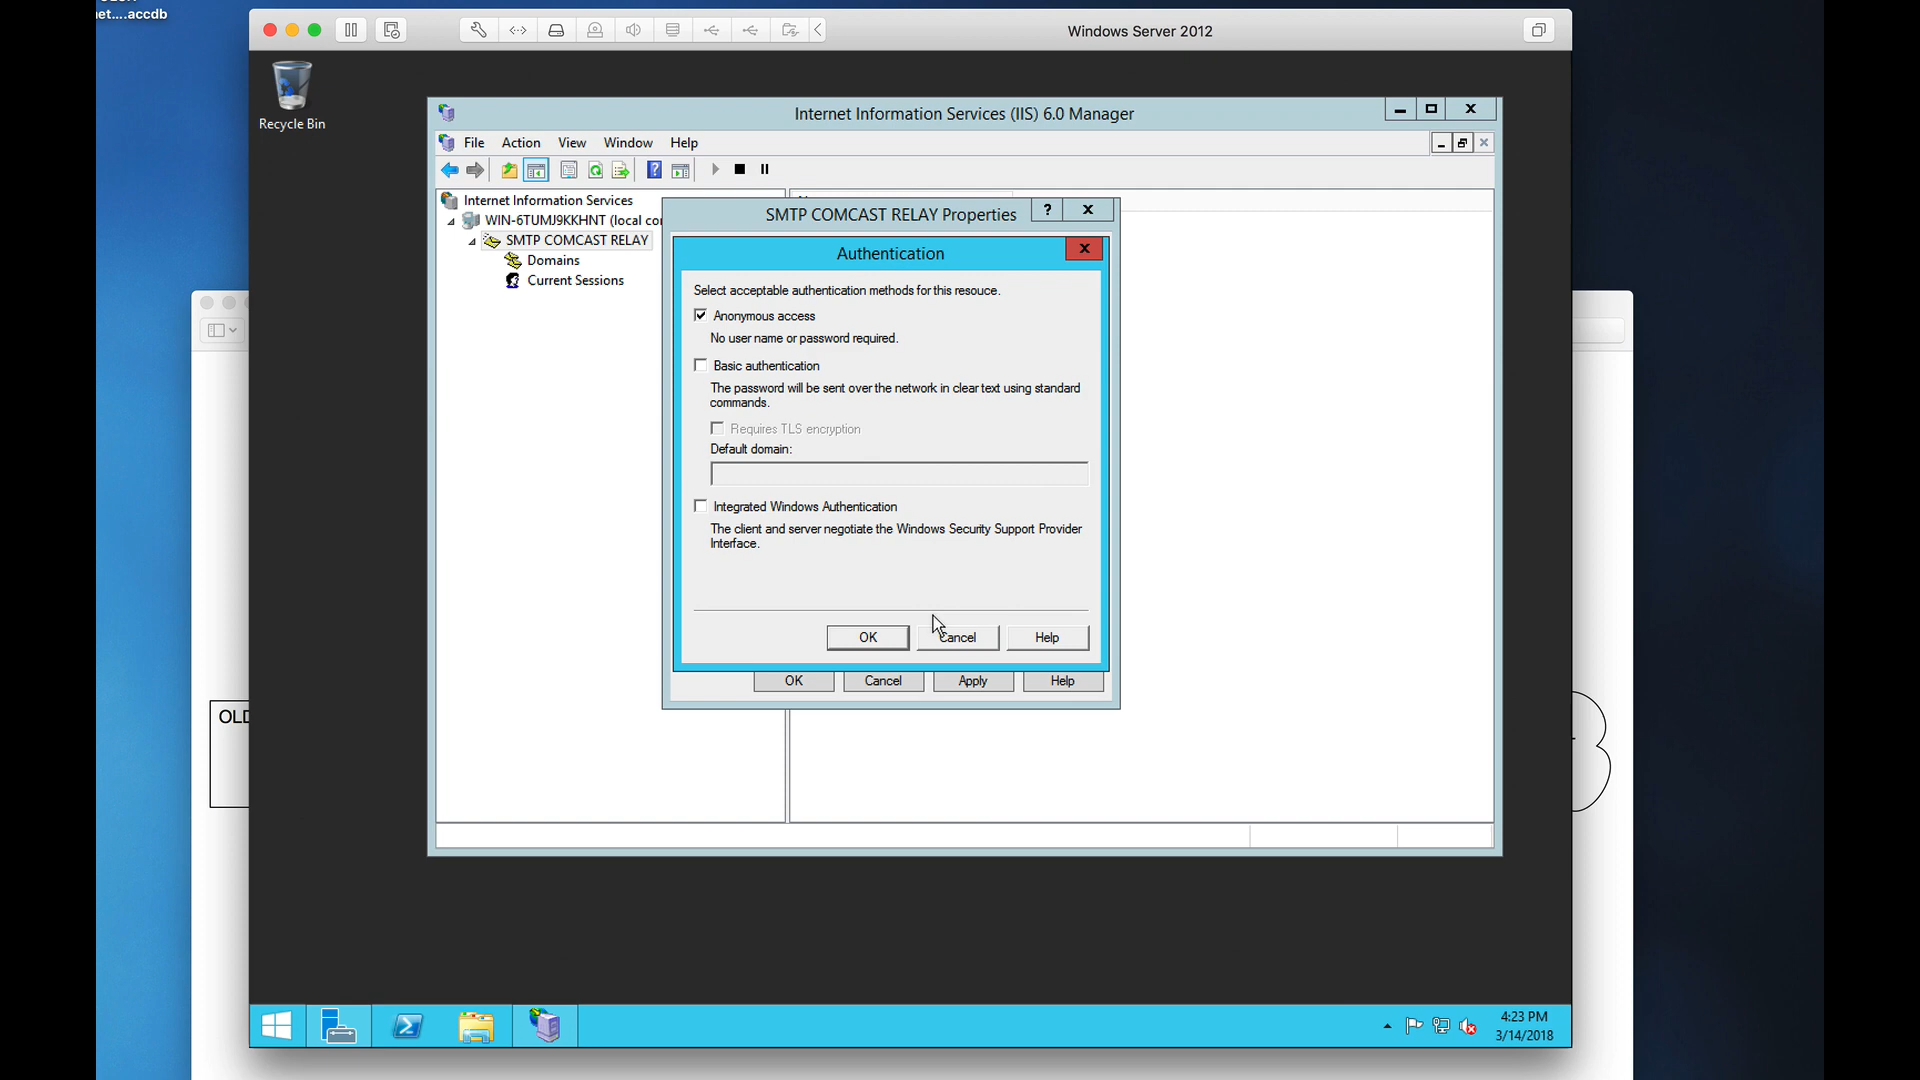 et....accdb
Windows Server 2012
Recycle Bin
Internet Information Services (IIS) 6.0 Manager
File Action View Window Help
Internet Information Services
WIN-6TUMJ9KKHNT (local co
SMTP COMCAST RELAY
Domains
Current Sessions
SMTP COMCAST RELAY Properties
Authentication
Select acceptable authentication methods for this resouce.
Anonymous access
No user name or password required.
Basic authentication
The password will be sent over the network in clear text using standard
commands.
Requires TLS encryption
Default domain:
Integrated Windows Authentication
The client and server negotiate the Windows Security Support Provider
Interface.
OK Cancel Help
OK Cancel Apply Help
OLD
4:23 PM
3/14/2018